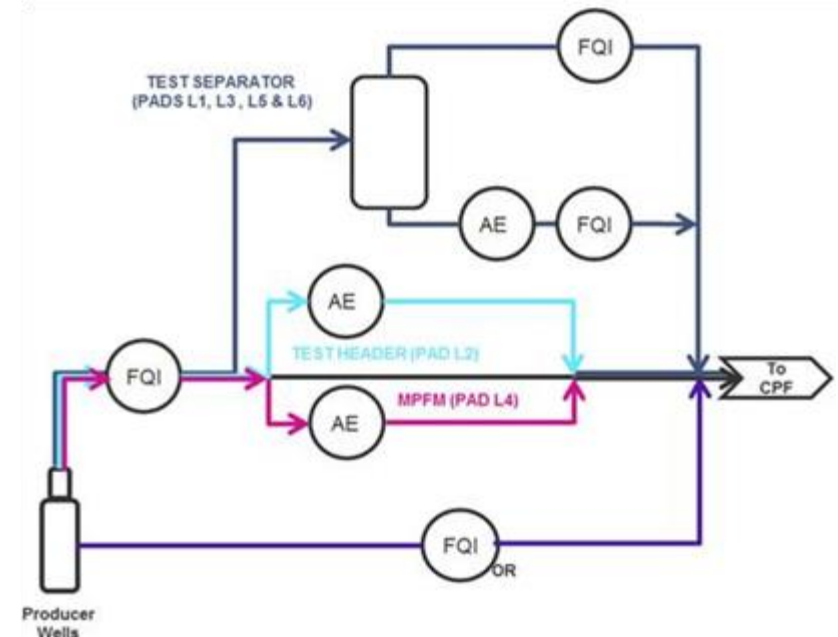 FQI
TEST SEPARATOR
(PADS L1, L3, L5 & L6)
AE
FQI
AE
TEST HEADER (PAD L2)
FQI
To
CPF
MPFM (PAD L4)
AE
FQI
OR
Producer
Wells